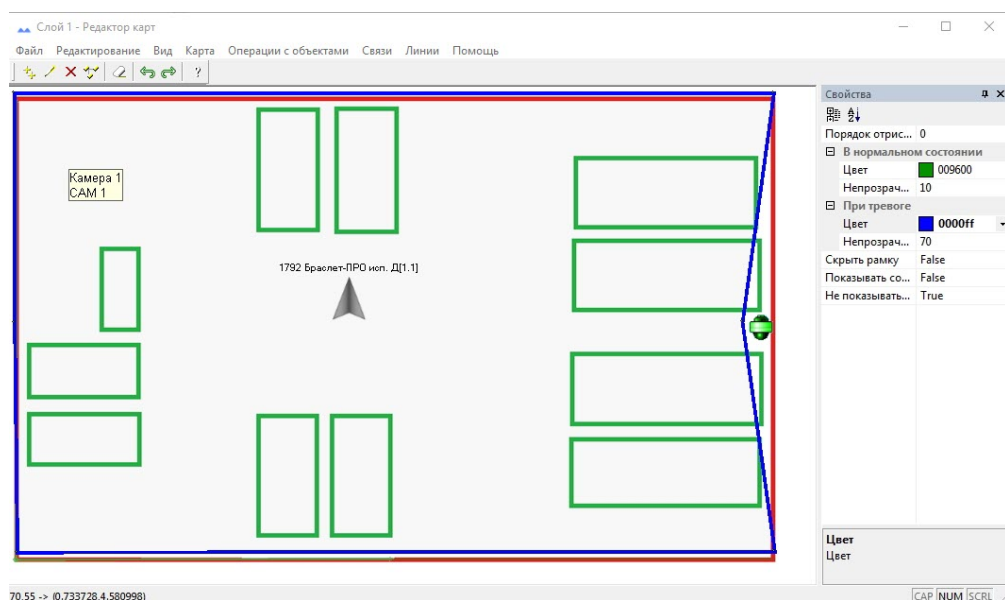 Слой 1 - Редактор карт
Файл Редактирование Вид Карта Операции с объектами Связи Линии Помощь
?
Свойства
Порядок отрис... 0
В нормальном состоянии
Цвет 009600
Непрозрач... 10
При тревоге
Цвет 0000ff
Непрозрач... 70
Скрыть рамку False
Показывать со... False
Не показывать... True
Камера 1
CAM 1
1792 Браслет-ПРО исп. Д[1.1]
Цвет
Цвет
70,55 -> (0.733728,4.580998)
CAP NUM SCRL